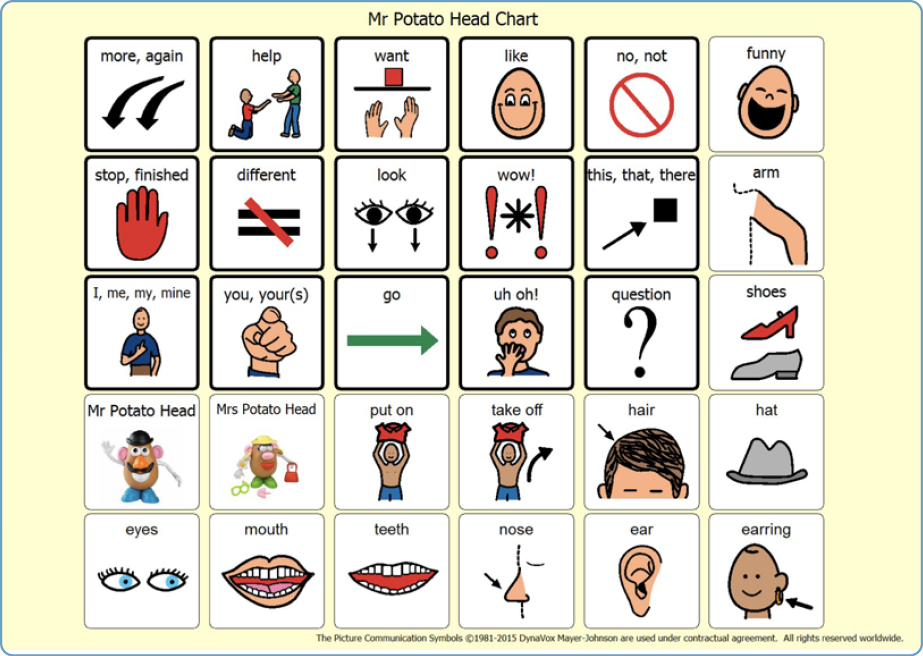 Mr Potato Head Chart
more, again help want like no, not funny
stop, finished different look wow! this, that, there arm
I, me, my, mine you, your(s) go uh oh! question shoes
Mr Potato Head Mrs Potato Head put on take off hair hat
eyes mouth teeth nose ear earring
The Picture Communication Symbols ©1981-2015 DynaVox Mayer-Johnson are used under contractual agreement. All rights reserved worldwide.